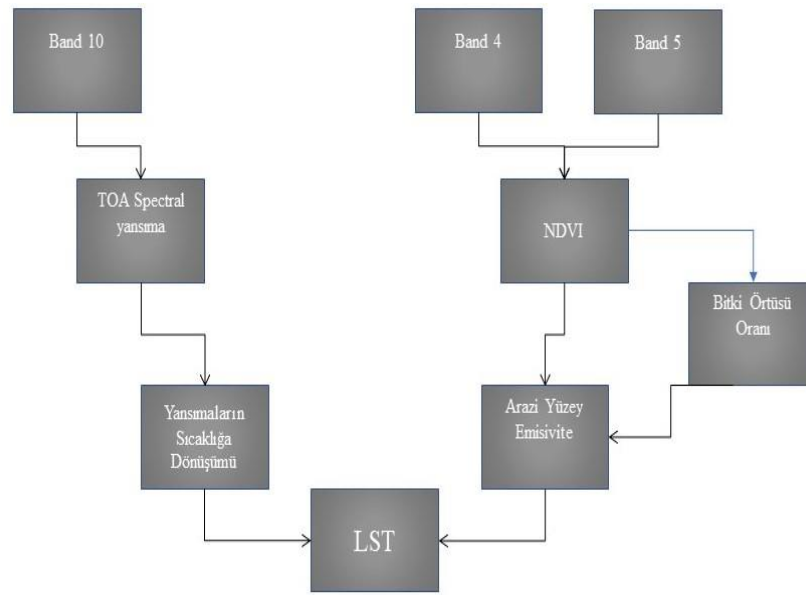 Band 10
Band 4
Band 5
TOA Spectral
yansıma
NDVI
Bitki Örtüsü
Oranı
Yansımaların
Sıcaklığa
Dönüşümü
Arazi Yüzey
Emisivite
LST